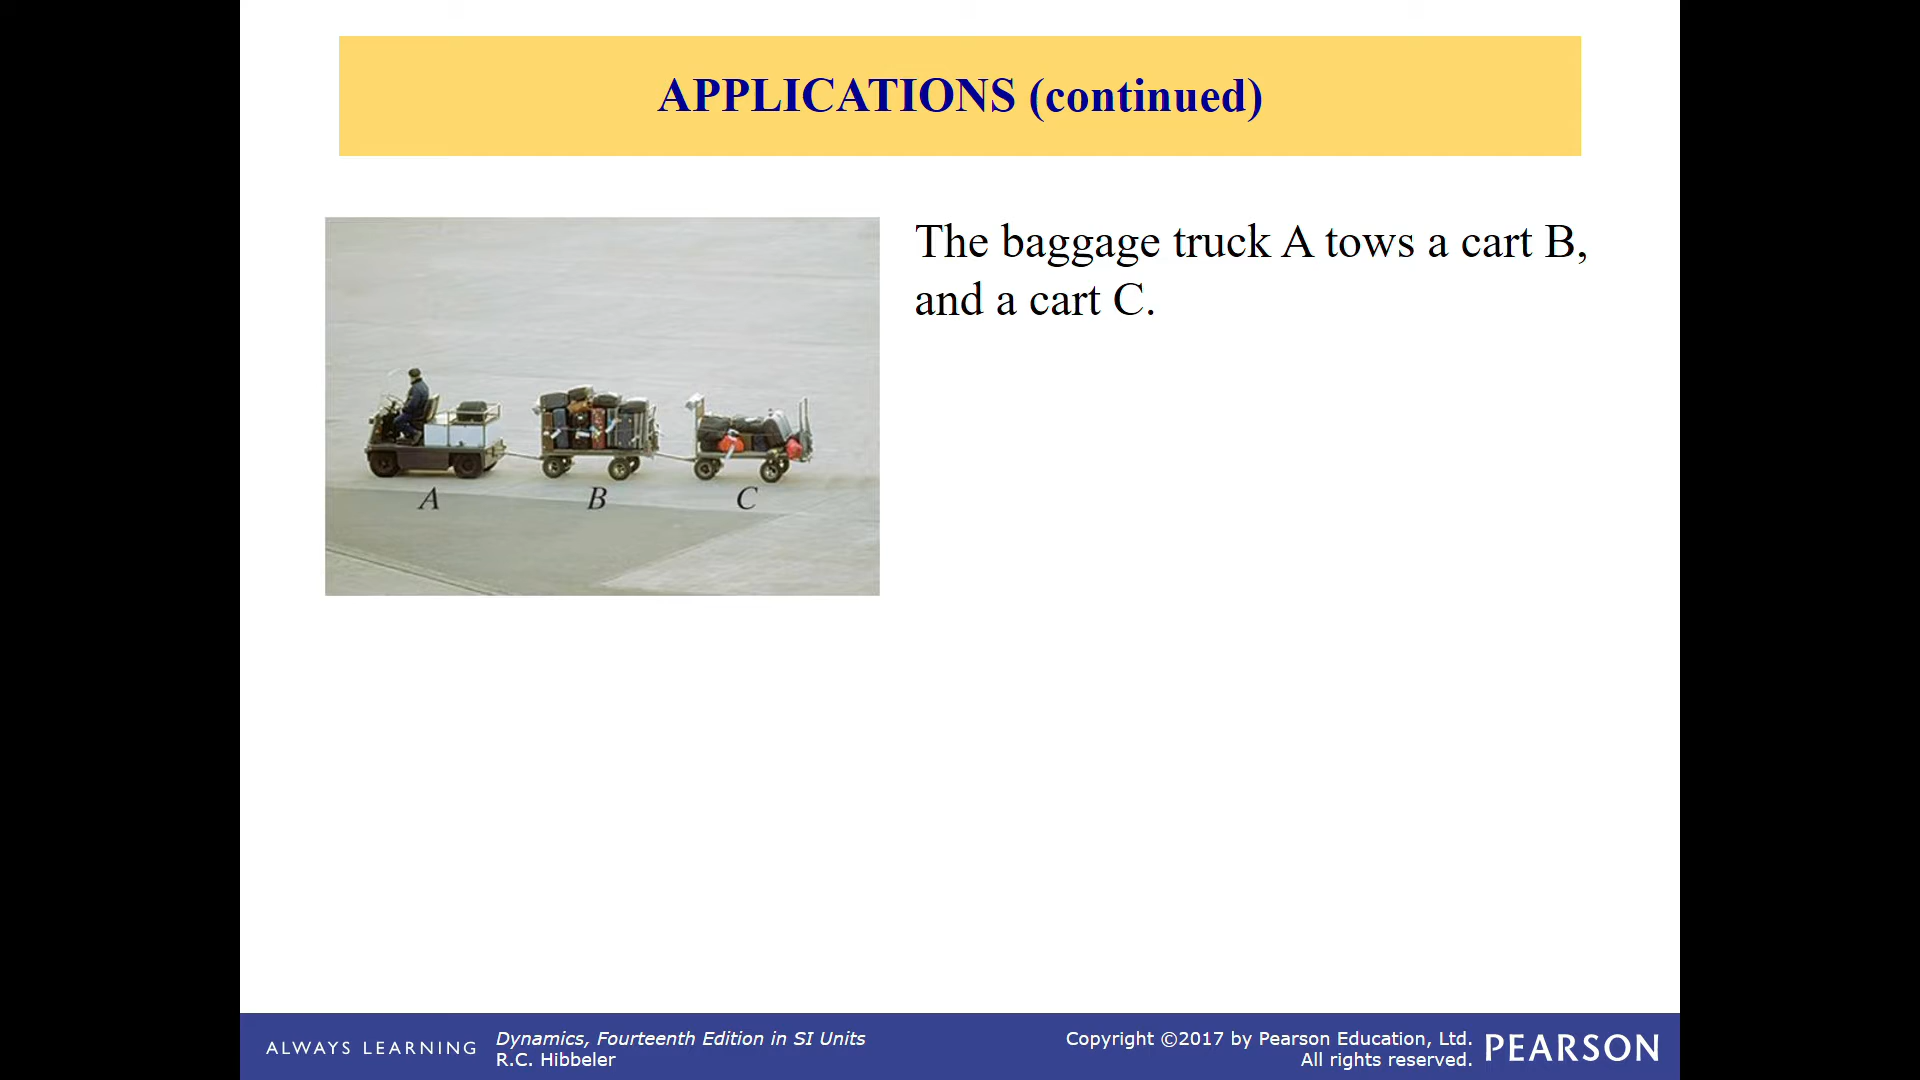 APPLICATIONS (continued)
The baggage truck A tows a cart B,
and a cart C.
A
B
C
ALWAYS LEARNING
Dynamics, Fourteenth Edition in SI Units
R.C. Hibbeler
Copyright ©2017 by Pearson Education, Ltd.
All rights reserved.
PEARSON